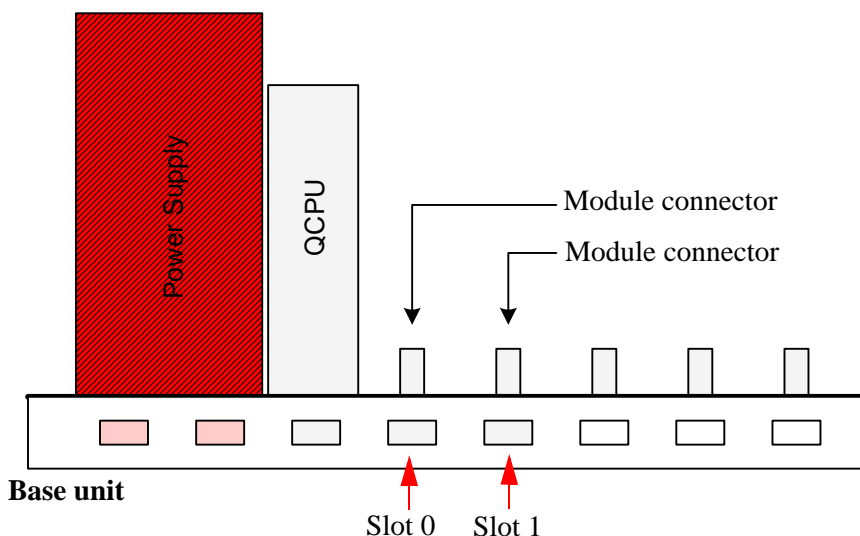 Power Supply
QCPU
Module connector
Module connector
Base unit
Slot 0
Slot 1